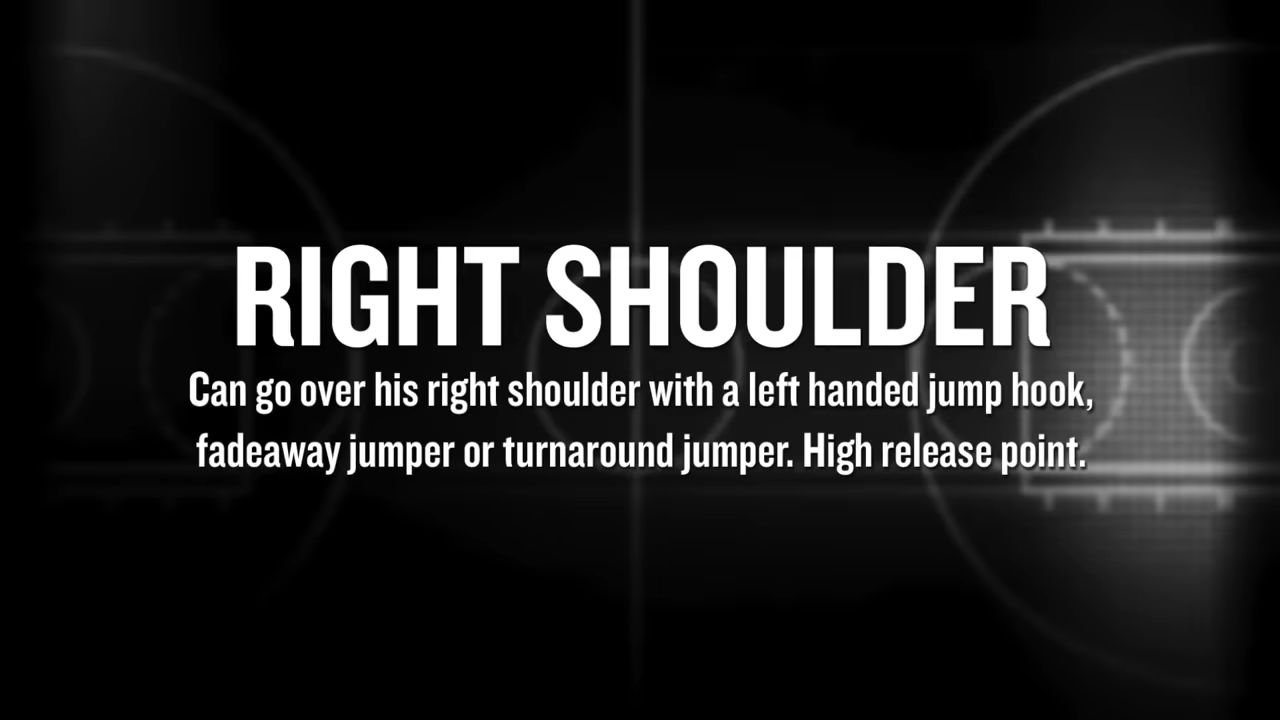 RIGHT SHOULDER
Can go over his right shoulder with a left handed jump hook,
fadeaway jumper or turnaround jumper. High release point.